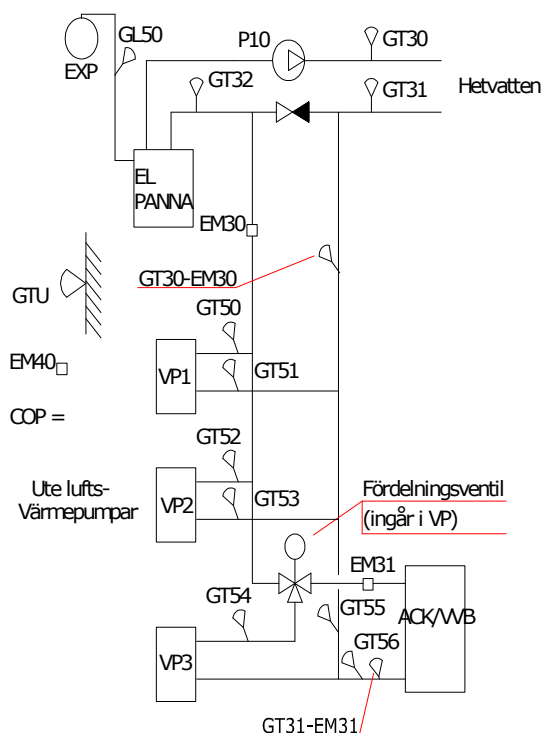 GL50
P10
GT30
EXP
GT32
GT31
Hetvatten
EL
PANNA
EM30
GT30-EM30
GTU
GT50
EM40
VP1
GT51
COP =
GT52
Ute lufts-
Värmepumpar
VP2
GT53
Fördelningsventil
(ingår i VP)
EM31
GT54
GT55
ACK/VVB
GT56
VP3
GT31-EM31